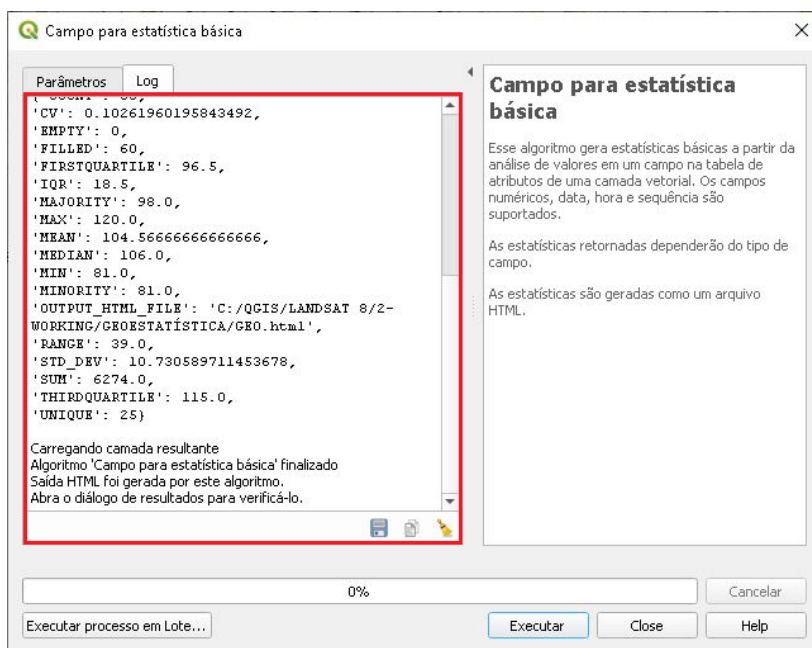 Campo para estatística básica
Parâmetros
Log
'CV': 0.10261960195843492,
'EMPTY': 0,
'FILLED': 60,
'FIRSTQUARTILE': 96.5,
'IQR': 18.5,
'MAJORITY': 98.0,
'MAX': 120.0,
'MEAN': 104.56666666666666,
'MEDIAN': 106.0,
'MIN': 81.0,
'MINORITY': 81.0,
'OUTPUT_HTML_FILE': 'C:/QGIS/LANDSAT 8/2-
WORKING/GEOESTATÍSTICA/GEO.html',
'RANGE': 39.0,
'STD_DEV': 10.730589711453678,
'SUM': 6274.0,
'THIRDQUARTILE': 115.0,
'UNIQUE': 25}
Carregando camada resultante
Algoritmo 'Campo para estatística básica' finalizado
Saída HTML foi gerada por este algoritmo.
Abra o diálogo de resultados para verificá-lo.
Campo para estatística
básica
Esse algoritmo gera estatísticas básicas a partir da
análise de valores em um campo na tabela de
atributos de uma camada vetorial. Os campos
numéricos, data, hora e sequência são
suportados.
As estatísticas retornadas dependerão do tipo de
campo.
As estatísticas são geradas como um arquivo
HTML.
0%
Cancelar
Executar processo em Lote...
Executar
Close
Help